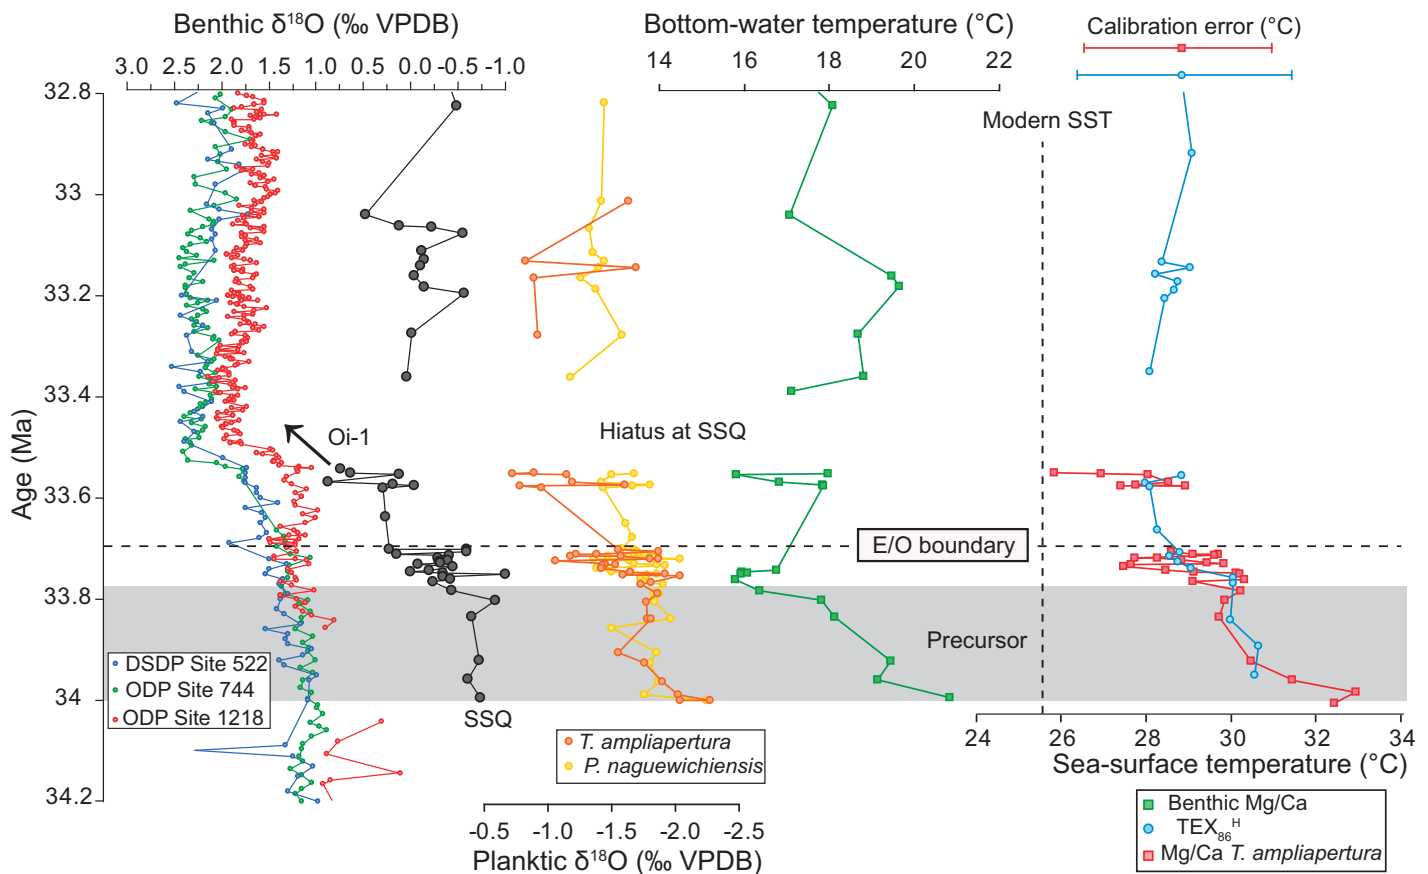 Benthic δ¹⁸O (‰ VPDB)
Bottom-water temperature (°C)
Calibration error (°C)
3.0 2.5 2.0 1.5 1.0 0.5 0.0 -0.5 -1.0
14 16 18 20 22
Modern SST
32.8
33
33.2
33.4
33.6
33.8
34
34.2
Age (Ma)
Oi-1
Hiatus at SSQ
E/O boundary
Precursor
SSQ
DSDP Site 522
ODP Site 744
ODP Site 1218
T. ampliapertura
P. naguewichiensis
-0.5 -1.0 -1.5 -2.0 -2.5
Planktic δ¹⁸O (‰ VPDB)
24 26 28 30 32 34
Sea-surface temperature (°C)
Benthic Mg/Ca
TEX₈₆ᴴ
Mg/Ca T. ampliapertura